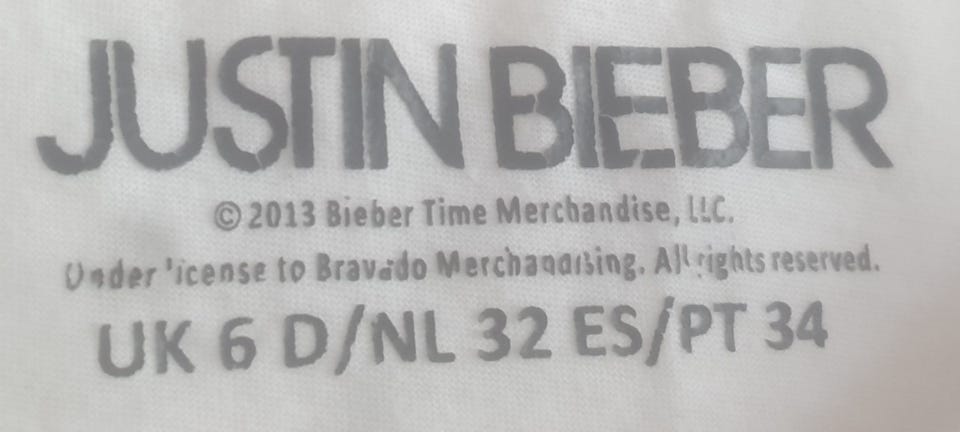 JUSTIN BIEBER
© 2013 Bieber Time Merchandise, LLC.
Under license to Bravado Merchandising. All rights reserved.
UK 6 D/NL 32 ES/PT 34